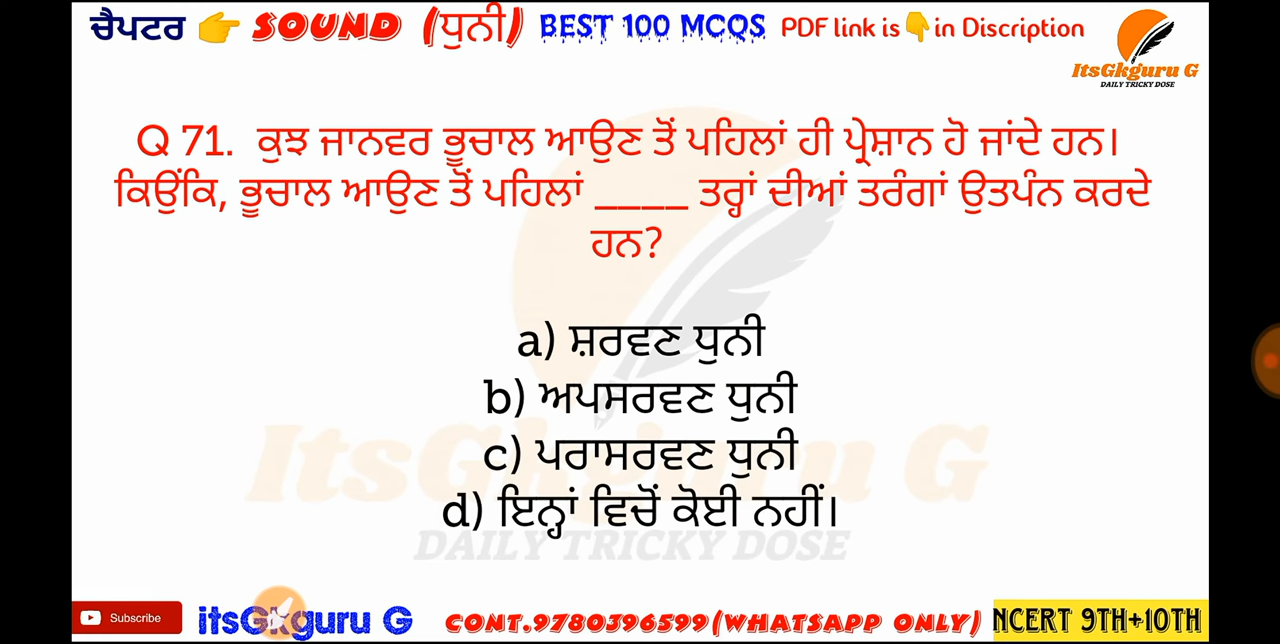 ਚੈਪਟਰ 👉 SOUND (ਧੁਨੀ) BEST 100 MCQS PDF link is👇in Discription
ItsGkguru G
DAILY TRICKY DOSE
Q 71. ਕੁਝ ਜਾਨਵਰ ਭੂਚਾਲ ਆਉਣ ਤੋਂ ਪਹਿਲਾਂ ਹੀ ਪ੍ਰੇਸ਼ਾਨ ਹੋ ਜਾਂਦੇ ਹਨ।
ਕਿਉਂਕਿ, ਭੂਚਾਲ ਆਉਣ ਤੋਂ ਪਹਿਲਾਂ ____ ਤਰ੍ਹਾਂ ਦੀਆਂ ਤਰੰਗਾਂ ਉਤਪੰਨ ਕਰਦੇ
ਹਨ?
a) ਸ਼ਰਵਣ ਧੁਨੀ
b) ਅਪਸਰਵਣ ਧੁਨੀ
c) ਪਰਾਸਰਵਣ ਧੁਨੀ
d) ਇਨ੍ਹਾਂ ਵਿਚੋਂ ਕੋਈ ਨਹੀਂ।
ItsGkguru G
DAILY TRICKY DOSE
Subscribe itsGkguru G CONT.9780396599(WHATSAPP ONLY) NCERT 9TH+10TH